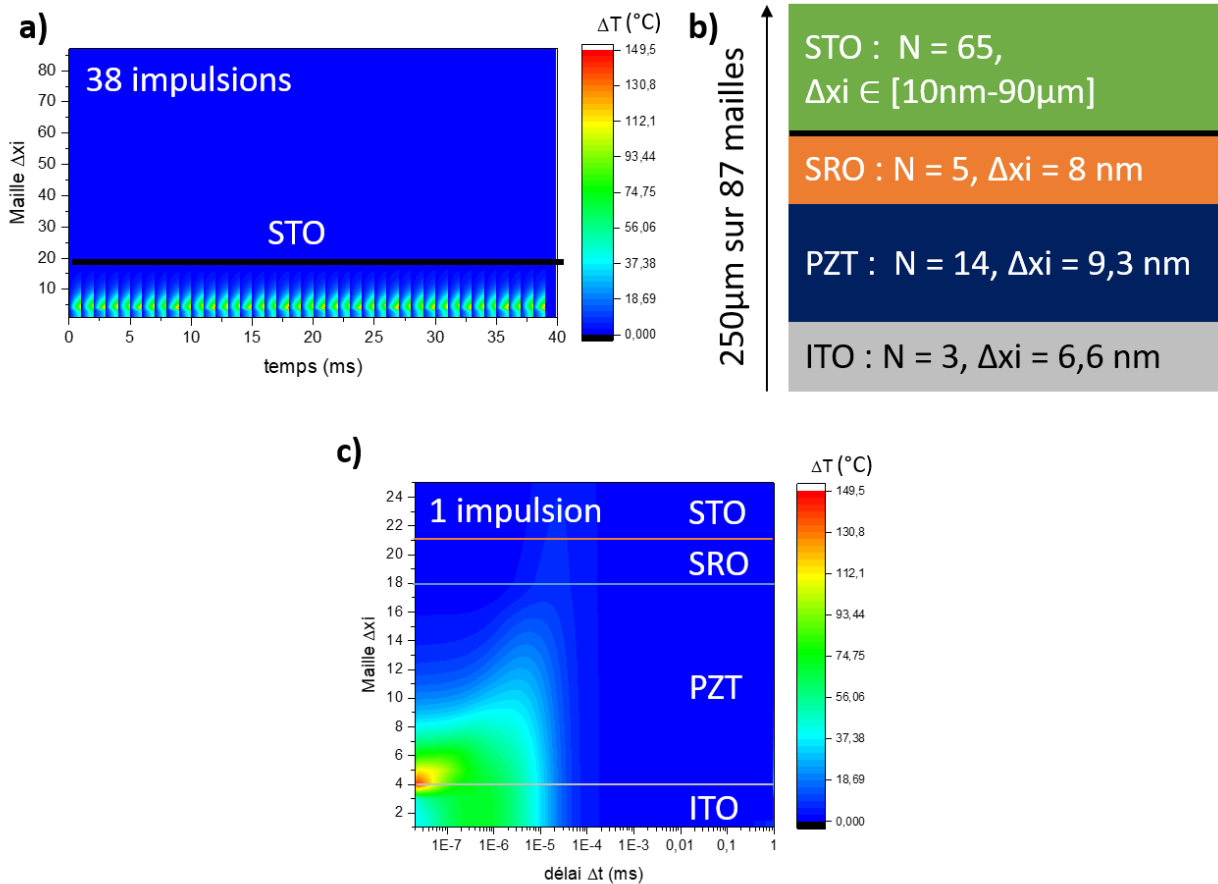 a)
38 impulsions
STO
Maille Δxi
80
70
60
50
40
30
20
10
0
5
10
15
20
25
30
35
40
temps (ms)
ΔT (°C)
149,5
130,8
112,1
93,44
74,75
56,06
37,38
18,69
0,000
b)
250µm sur 87 mailles
STO : N = 65,
Δxi ∈ [10nm-90µm]
SRO : N = 5, Δxi = 8 nm
PZT : N = 14, Δxi = 9,3 nm
ITO : N = 3, Δxi = 6,6 nm
c)
1 impulsion
STO
SRO
PZT
ITO
Maille Δxi
24
22
20
18
16
14
12
10
8
6
4
2
1E-7
1E-6
1E-5
1E-4
1E-3
0,01
0,1
1
délai Δt (ms)
ΔT (°C)
149,5
130,8
112,1
93,44
74,75
56,06
37,38
18,69
0,000